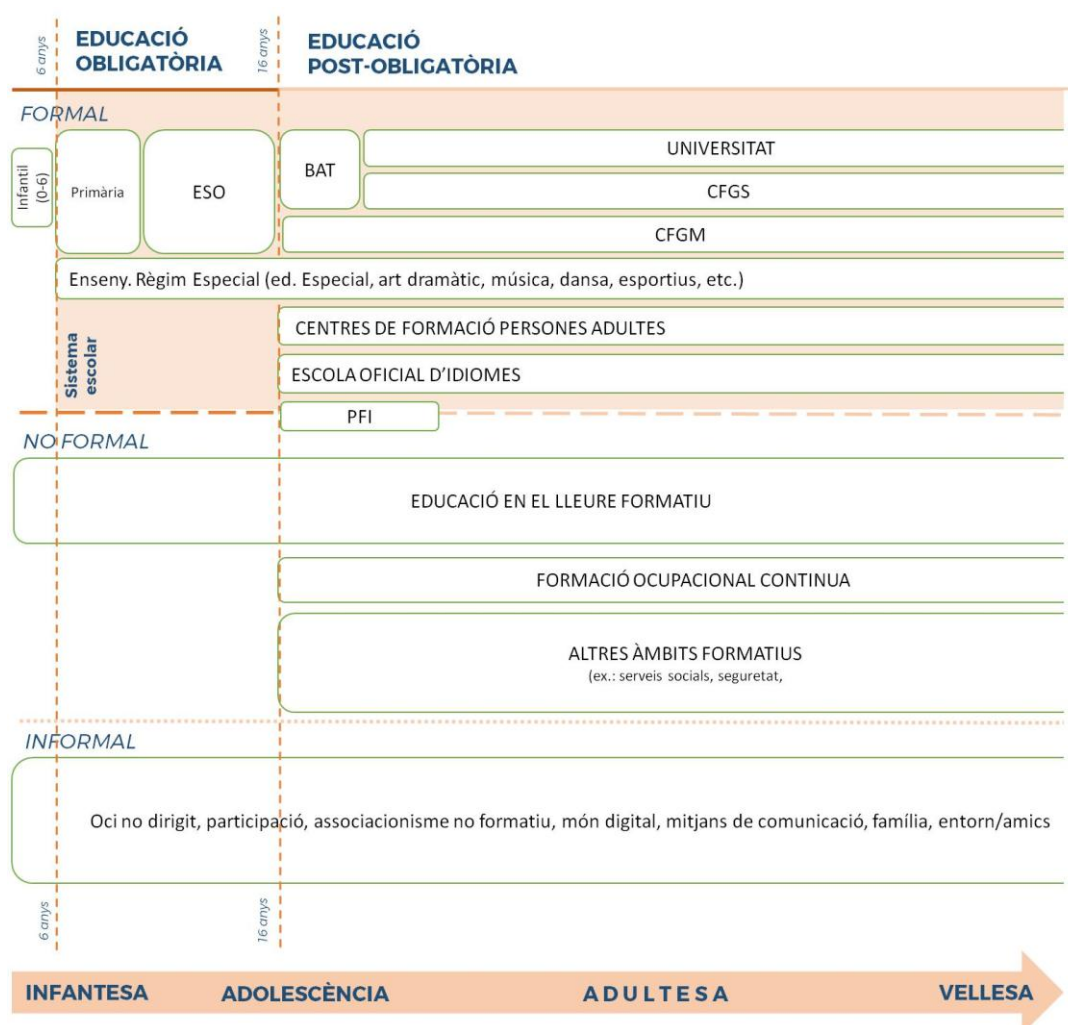 6 anys
EDUCACIÓ
OBLIGATÒRIA
16 anys
EDUCACIÓ
POST-OBLIGATÒRIA
FORMAL
Infantil
(0-6)
Primària
ESO
BAT
UNIVERSITAT
CFGS
CFGM
Enseny. Règim Especial (ed. Especial, art dramàtic, música, dansa, esportius, etc.)
Sistema
escolar
CENTRES DE FORMACIÓ PERSONES ADULTES
ESCOLA OFICIAL D'IDIOMES
PFI
NO FORMAL
EDUCACIÓ EN EL LLEURE FORMATIU
FORMACIÓ OCUPACIONAL CONTINUA
ALTRES ÀMBITS FORMATIUS
(ex.: serveis socials, seguretat,
INFORMAL
Oci no dirigit, participació, associacionisme no formatiu, món digital, mitjans de comunicació, família, entorn/amics
6 anys
16 anys
INFANTESA
ADOLESCÈNCIA
ADULTESA
VELLESA